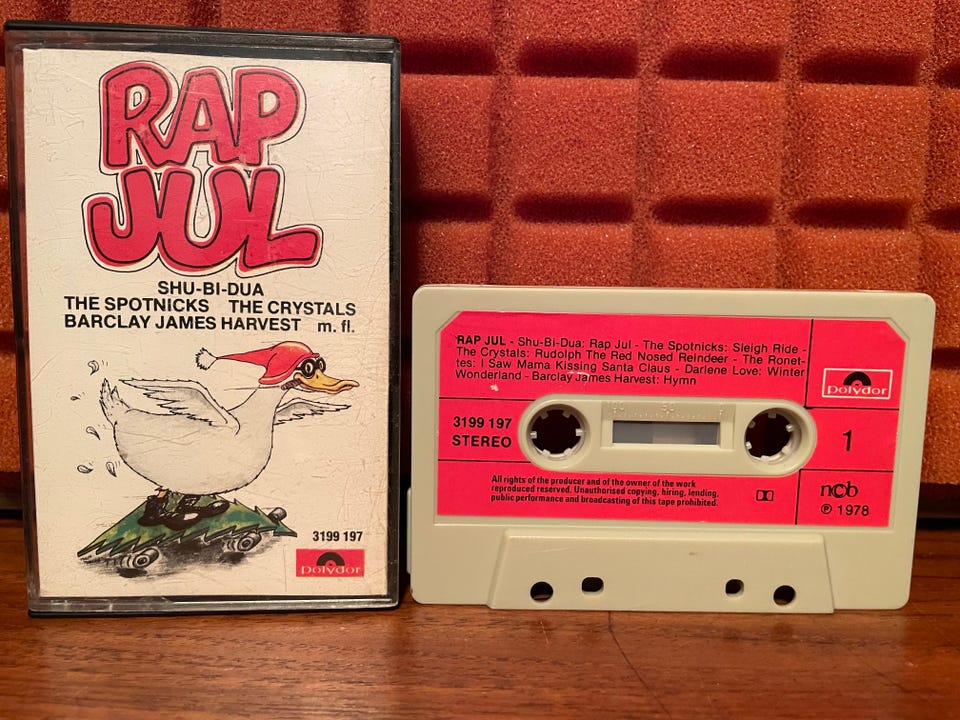 RAP
JUL
SHU-BI-DUA
THE SPOTNICKS THE CRYSTALS
BARCLAY JAMES HARVEST m. fl.
3199 197
polydor
RAP JUL - Shu-Bi-Dua: Rap Jul - The Spotnicks: Sleigh Ride -
The Crystals: Rudolph The Red Nosed Reindeer - The Ronet-
tes: I Saw Mama Kissing Santa Claus - Darlene Love: Winter
Wonderland - Barclay James Harvest: Hymn
polydor
3199 197
STEREO
1
All rights of the producer and of the owner of the work
reproduced reserved. Unauthorised copying, hiring, lending,
public performance and broadcasting of this tape prohibited.
ncb
℗ 1978